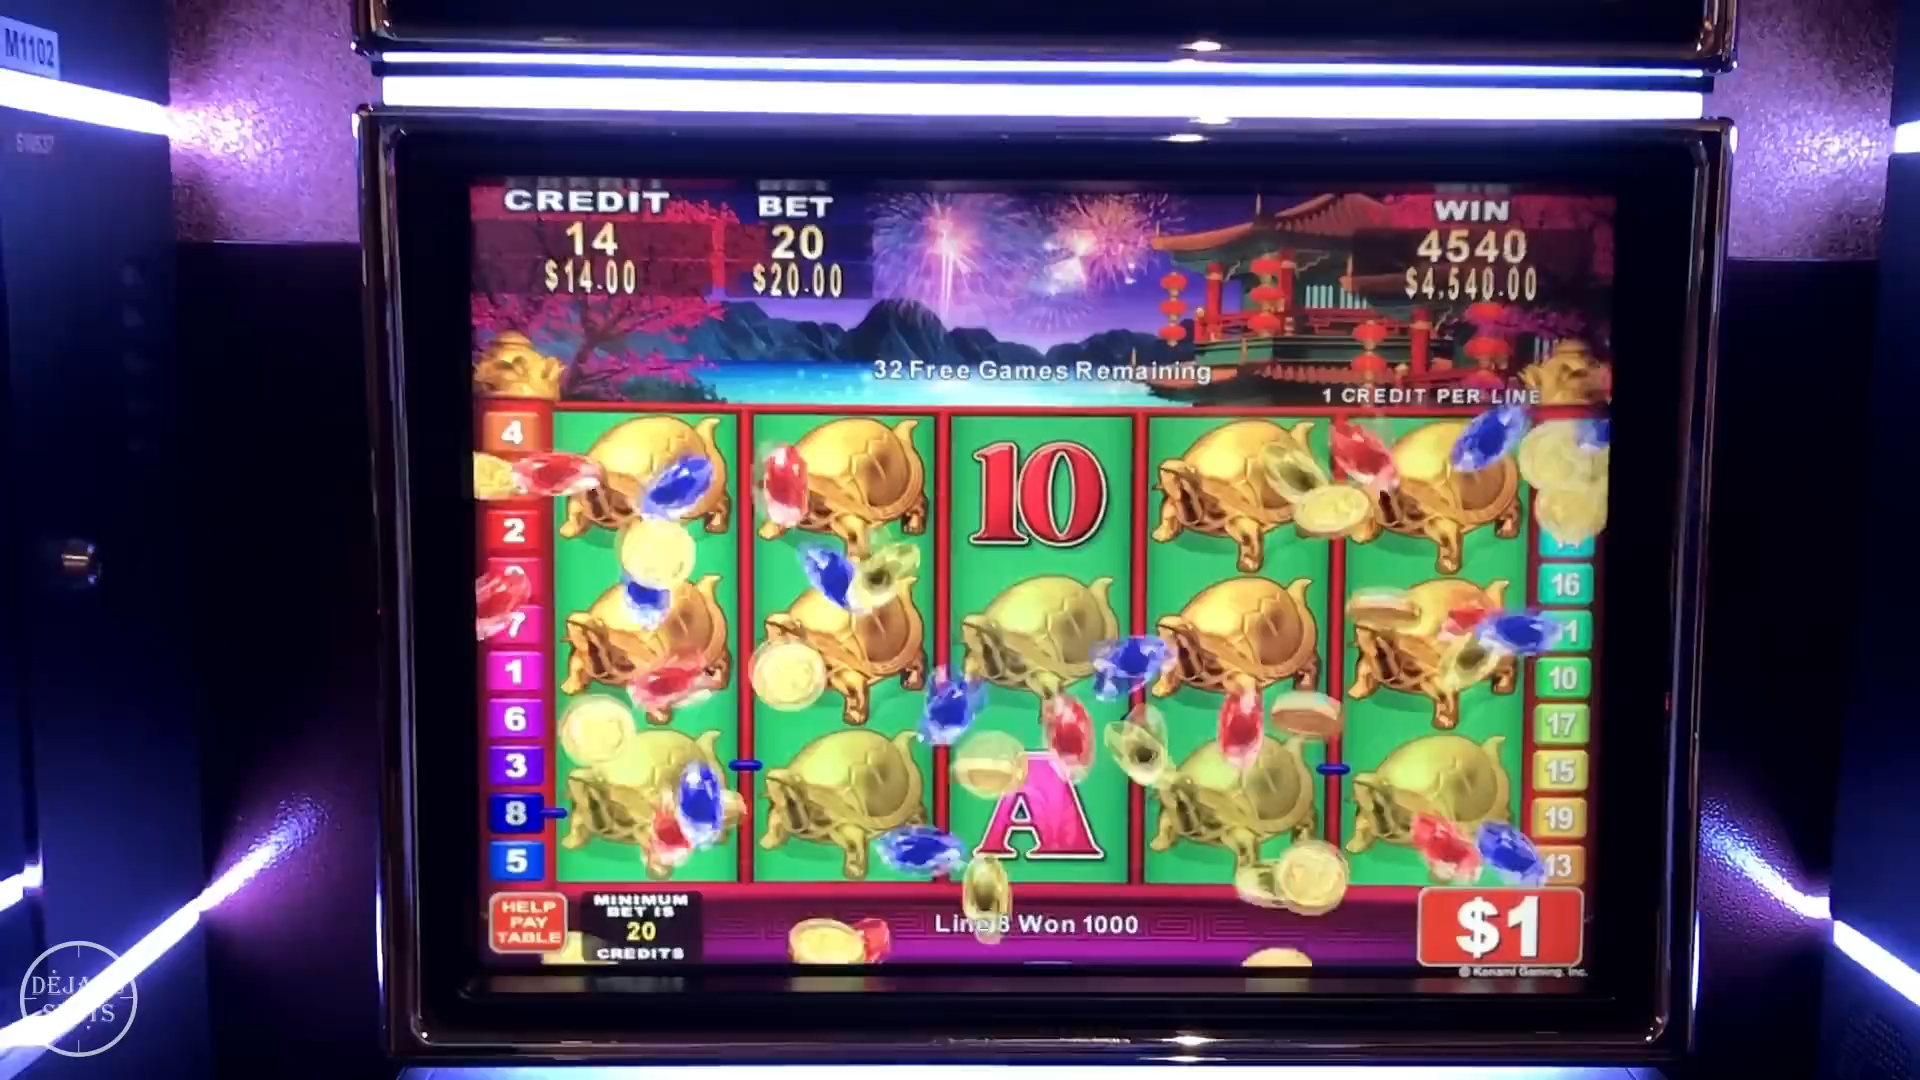 M1102
CREDIT
14
$14.00
BET
20
$20.00
WIN
4540
$4,540.00
32 Free Games Remaining
1 CREDIT PER LINE
10
A
4
2
7
1
6
3
8
5
16
10
17
15
19
13
HELP
PAY
TABLE
MINIMUM
BET IS
20
CREDITS
Line 8 Won 1000
$1
© Konami Gaming, Inc.